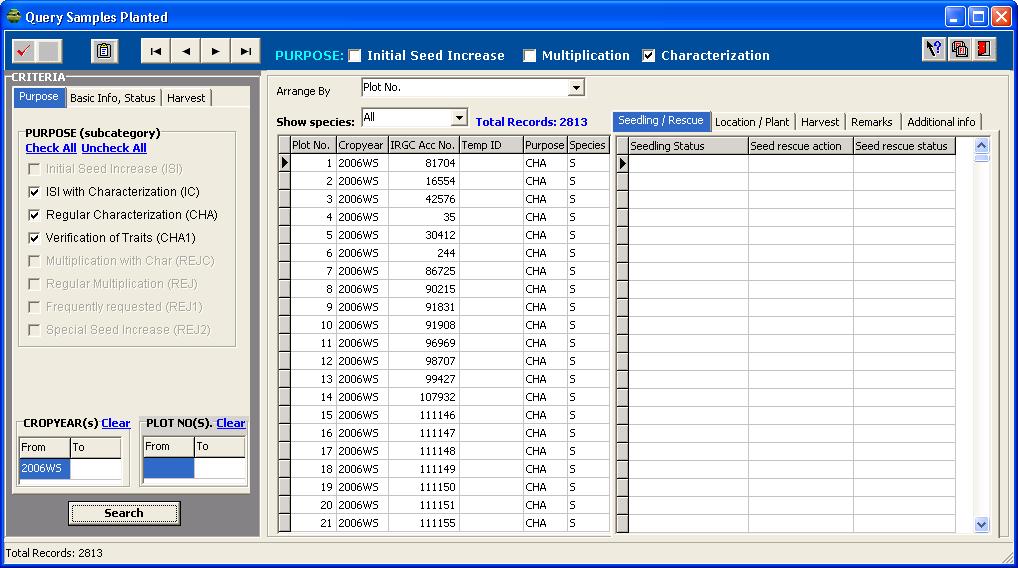 Query Samples Planted
PURPOSE: Initial Seed Increase Multiplication Characterization
CRITERIA
Purpose Basic Info, Status Harvest
PURPOSE (subcategory)
Check All Uncheck All
Initial Seed Increase (ISI)
ISI with Characterization (IC)
Regular Characterization (CHA)
Verification of Traits (CHA1)
Multiplication with Char (REJC)
Regular Multiplication (REJ)
Frequently requested (REJ1)
Special Seed Increase (REJ2)
CROPYEAR(s) Clear
From To
2006WS
PLOT NO(S). Clear
From To
Search
Arrange By Plot No.
Show species: All Total Records: 2813
Plot No. Cropyear IRGC Acc No. Temp ID Purpose Species
1 2006WS 81704 CHA S
2 2006WS 16554 CHA S
3 2006WS 42576 CHA S
4 2006WS 35 CHA S
5 2006WS 30412 CHA S
6 2006WS 244 CHA S
7 2006WS 86725 CHA S
8 2006WS 90215 CHA S
9 2006WS 91831 CHA S
10 2006WS 91908 CHA S
11 2006WS 96969 CHA S
12 2006WS 98707 CHA S
13 2006WS 99427 CHA S
14 2006WS 107932 CHA S
15 2006WS 111146 CHA S
16 2006WS 111147 CHA S
17 2006WS 111148 CHA S
18 2006WS 111149 CHA S
19 2006WS 111150 CHA S
20 2006WS 111151 CHA S
21 2006WS 111155 CHA S
Seedling / Rescue Location / Plant Harvest Remarks Additional info
Seedling Status Seed rescue action Seed rescue status
Total Records: 2813